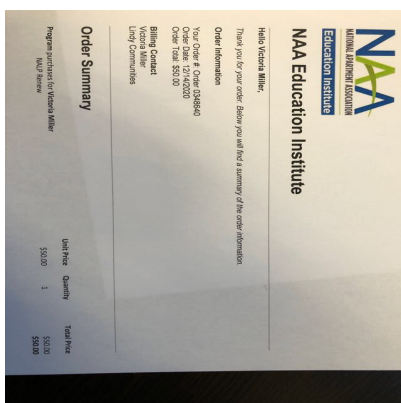 NAA
NATIONAL APARTMENT ASSOCIATION
Education Institute
NAA Education Institute
Hello Victoria Miller,
Thank you for your order. Below you will find a summary of the order information.
Order Information
Your Order #: Order 0348640
Order Date: 12/14/2020
Order Total: $50.00
Billing Contact
Victoria Miller
Lindy Communities
Order Summary
Unit Price Quantity Total Price
Program purchases for Victoria Miller $50.00
NALP Renew $50.00 1 $50.00